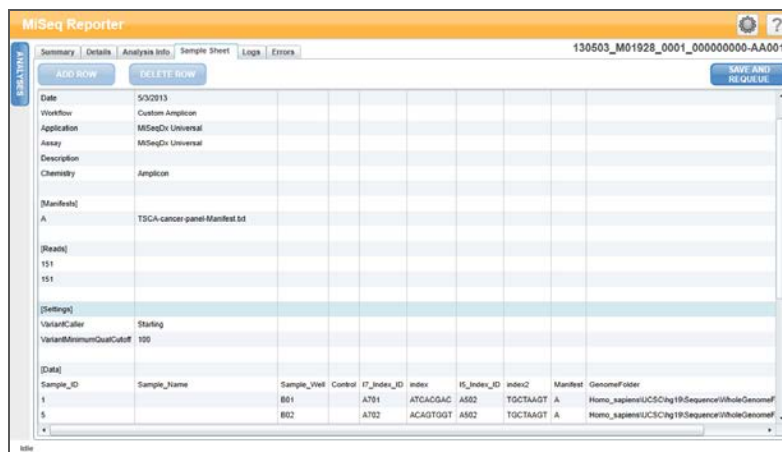 MiSeq Reporter
?
ANALYSES
Summary Details Analysis Info Sample Sheet Logs Errors 130503_M01928_0001_000000000-AA001
ADD ROW DELETE ROW SAVE AND REQUEUE
Date 5/3/2013
Workflow Custom Amplicon
Application MiSeqDx Universal
Assay MiSeqDx Universal
Description
Chemistry Amplicon
[Manifests]
A TSCA-cancer-panel-Manifest.txt
[Reads]
151
151
[Settings]
VariantCaller Starling
VariantMinimumQualCutoff 100
[Data]
Sample_ID Sample_Name Sample_Well Control I7_Index_ID index I5_Index_ID index2 Manifest GenomeFolder
1 B01 A701 ATCACGAC A502 TGCTAAGT A Homo_sapiens\UCSC\hg19\Sequence\WholeGenomeF
5 B02 A702 ACAGTGGT A502 TGCTAAGT A Homo_sapiens\UCSC\hg19\Sequence\WholeGenomeF
Idle